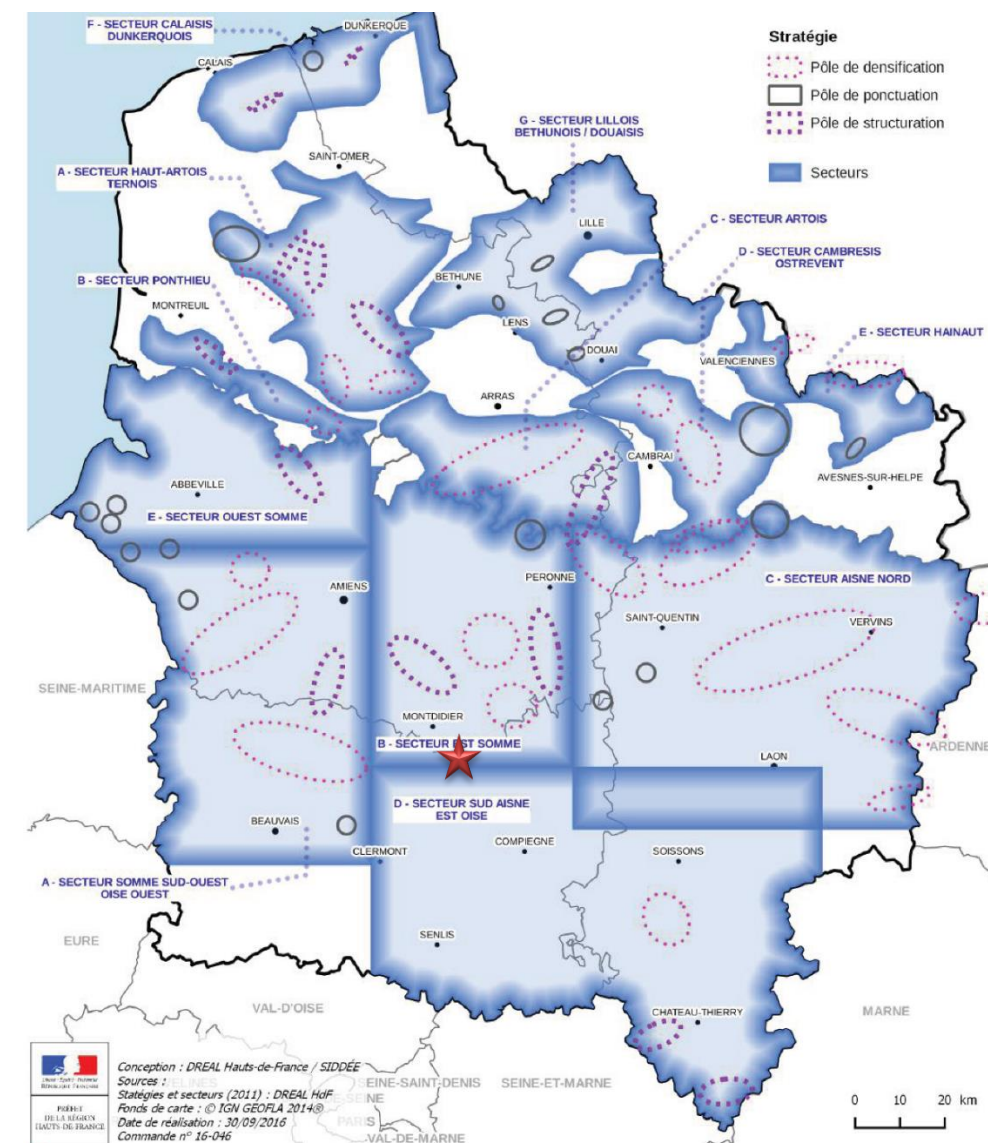 F - SECTEUR CALAISIS
DUNKERQUOIS
DUNKERQUE
CALAIS
Stratégie
Pôle de densification
Pôle de ponctuation
Pôle de structuration
Secteurs
G - SECTEUR LILLOIS
BETHUNOIS / DOUAISIS
SAINT-OMER
A - SECTEUR HAUT-ARTOIS
TERNOIS
C - SECTEUR ARTOIS
LILLE
D - SECTEUR CAMBRESIS
OSTREVENT
B - SECTEUR PONTHIEU
BETHUNE
MONTREUIL
LENS
E - SECTEUR HAINAUT
DOUAI
VALENCIENNES
ARRAS
CAMBRAI
AVESNES-SUR-HELPE
ABBEVILLE
E - SECTEUR OUEST SOMME
PERONNE
C - SECTEUR AISNE NORD
AMIENS
SAINT-QUENTIN
VERVINS
SEINE-MARITIME
MONTDIDIER
B - SECTEUR EST SOMME
ARDENNE
LAON
D - SECTEUR SUD AISNE
EST OISE
BEAUVAIS
COMPIEGNE
CLERMONT
SOISSONS
A - SECTEUR SOMME SUD-OUEST
OISE OUEST
EURE
SENLIS
VAL-D'OISE
CHATEAU-THIERRY
MARNE
Liberté • Égalité • Fraternité
RÉPUBLIQUE FRANÇAISE
PRÉFET
DE LA RÉGION
HAUTS-DE-FRANCE
Conception : DREAL Hauts-de-France / SIDDÉE
Sources :
Statégies et secteurs (2011) : DREAL HdF
Fonds de carte : © IGN GEOFLA 2014®
Date de réalisation : 30/09/2016
Commande n° 16-046
SEINE-SAINT-DENIS
SEINE-ET-MARNE
PARIS
VAL-DE-MARNE
0 10 20 km